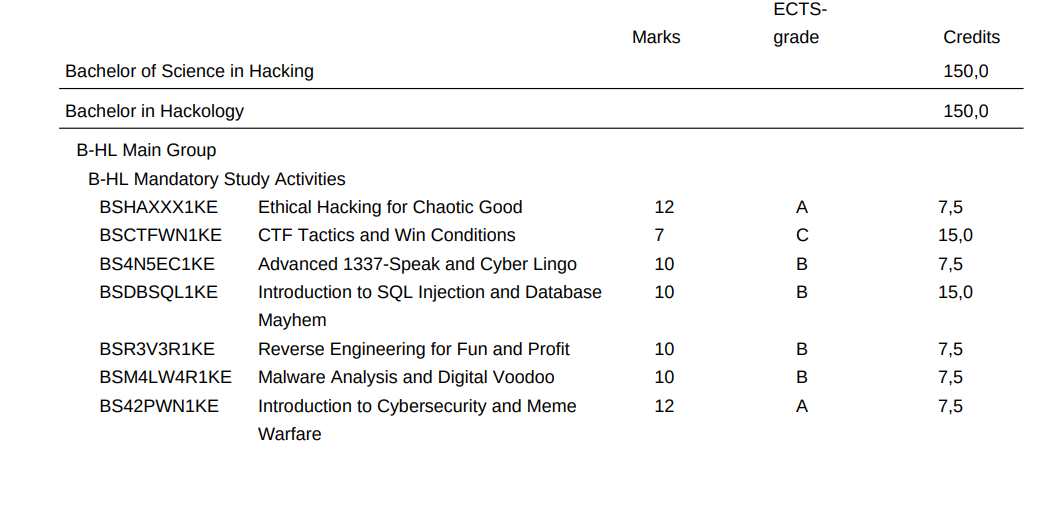 ECTS-
Marks grade Credits
Bachelor of Science in Hacking 150,0
Bachelor in Hackology 150,0
B-HL Main Group
B-HL Mandatory Study Activities
BSHAXXX1KE Ethical Hacking for Chaotic Good 12 A 7,5
BSCTFWN1KE CTF Tactics and Win Conditions 7 C 15,0
BS4N5EC1KE Advanced 1337-Speak and Cyber Lingo 10 B 7,5
BSDBSQL1KE Introduction to SQL Injection and Database 10 B 15,0
Mayhem
BSR3V3R1KE Reverse Engineering for Fun and Profit 10 B 7,5
BSM4LW4R1KE Malware Analysis and Digital Voodoo 10 B 7,5
BS42PWN1KE Introduction to Cybersecurity and Meme 12 A 7,5
Warfare